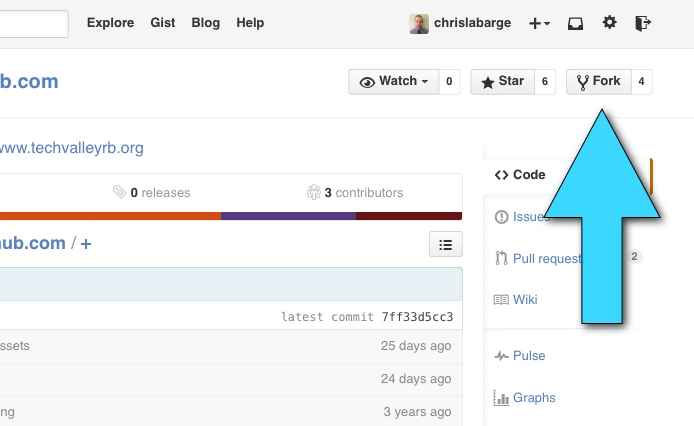 Explore Gist Blog Help chrislabarge
b.com Watch 0 Star 6 Fork 4
www.techvalleyrb.org
0 releases 3 contributors
Code
Issues
ub.com / +
Pull request 2
Wiki
latest commit 7ff33d5cc3
ssets 25 days ago
Pulse
24 days ago
Graphs
ng 3 years ago